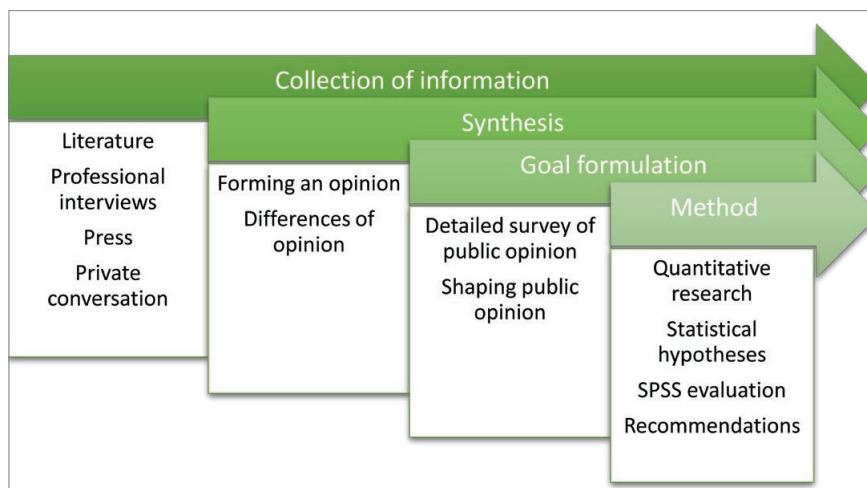 Collection of information
Literature
Professional
interviews
Press
Private
conversation
Synthesis
Forming an opinion
Differences of
opinion
Goal formulation
Detailed survey of
public opinion
Shaping public
opinion
Method
Quantitative
research
Statistical
hypotheses
SPSS evaluation
Recommendations